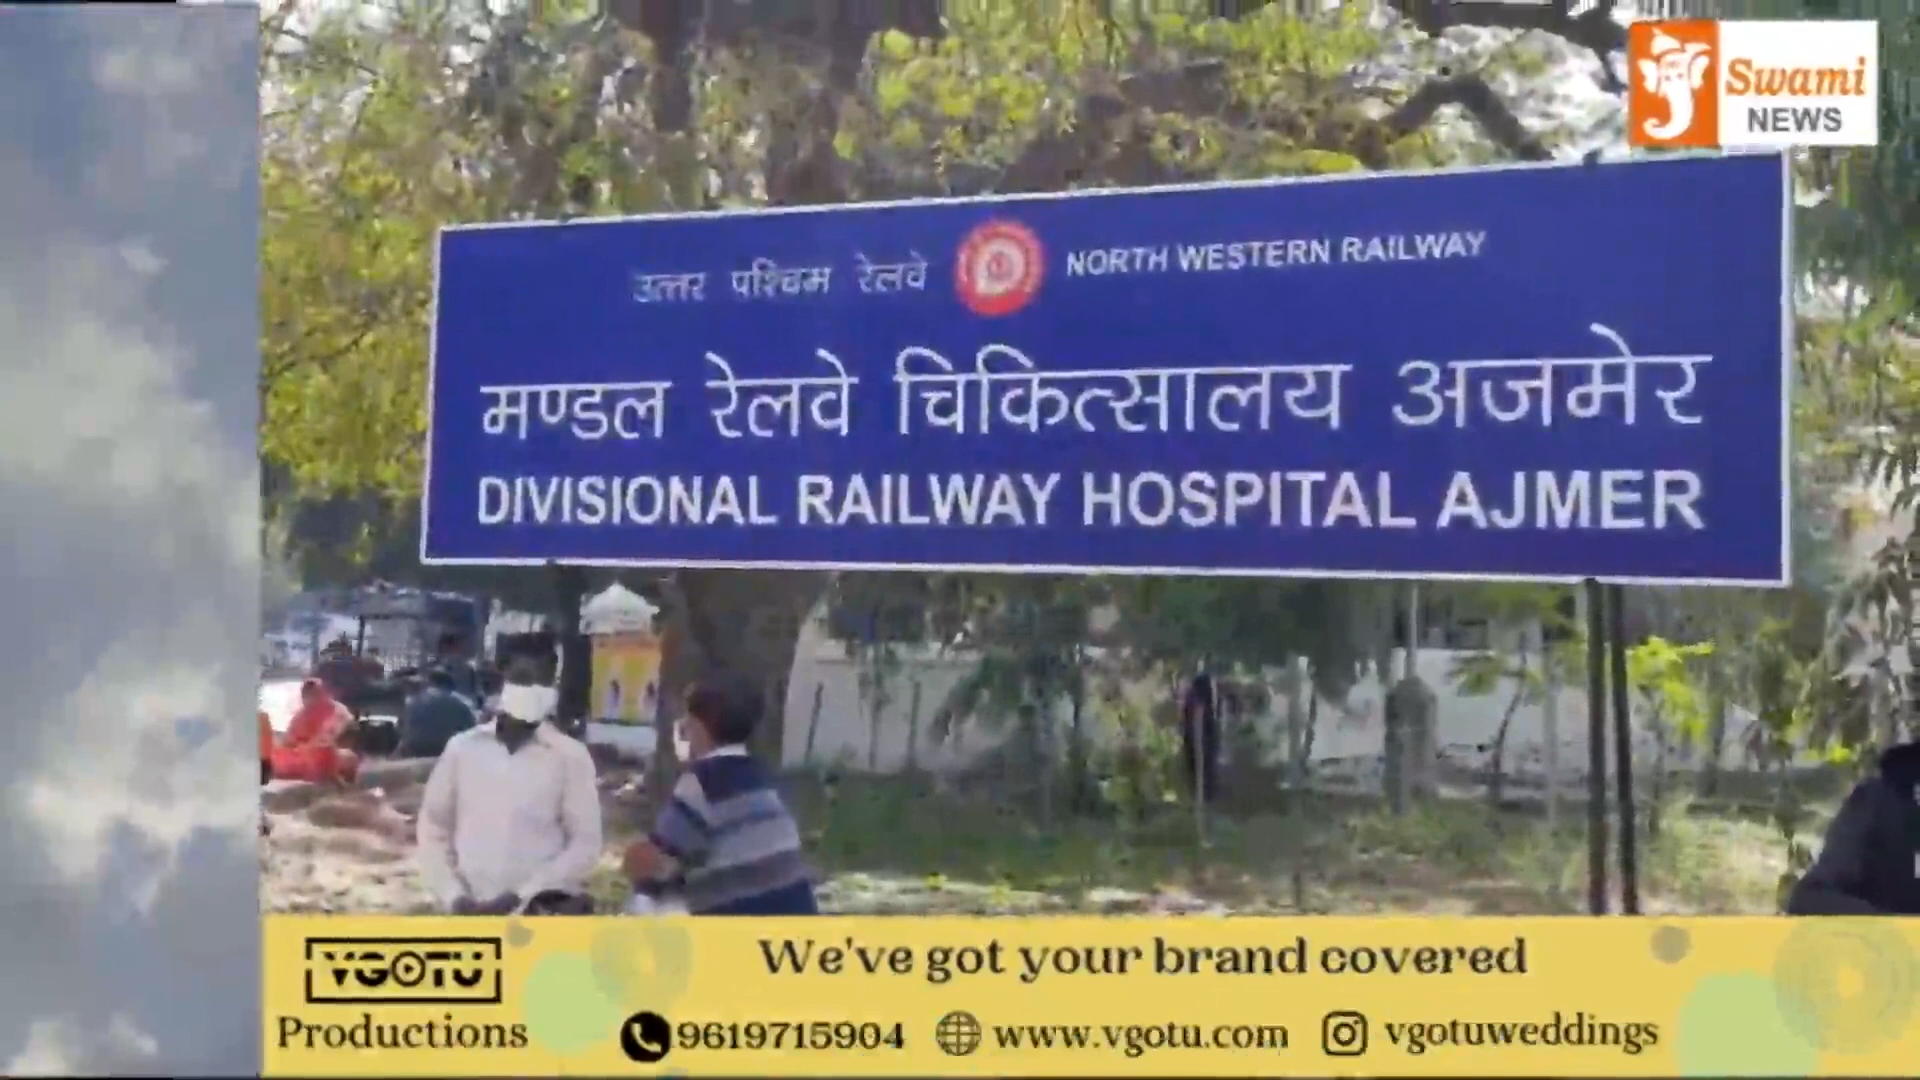 Swami
NEWS
उत्तर पश्चिम रेलवे NORTH WESTERN RAILWAY
मण्डल रेलवे चिकित्सालय अजमेर
DIVISIONAL RAILWAY HOSPITAL AJMER
VGOTU
Productions
We've got your brand covered
9619715904 www.vgotu.com vgotuweddings